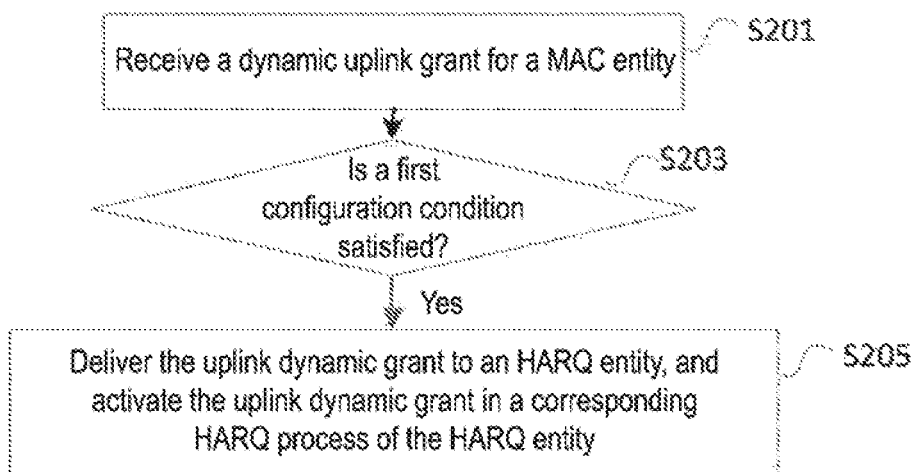 S201
Receive a dynamic uplink grant for a MAC entity
S203
Is a first
configuration condition
satisfied?
Yes
S205
Deliver the uplink dynamic grant to an HARQ entity, and
activate the uplink dynamic grant in a corresponding
HARQ process of the HARQ entity